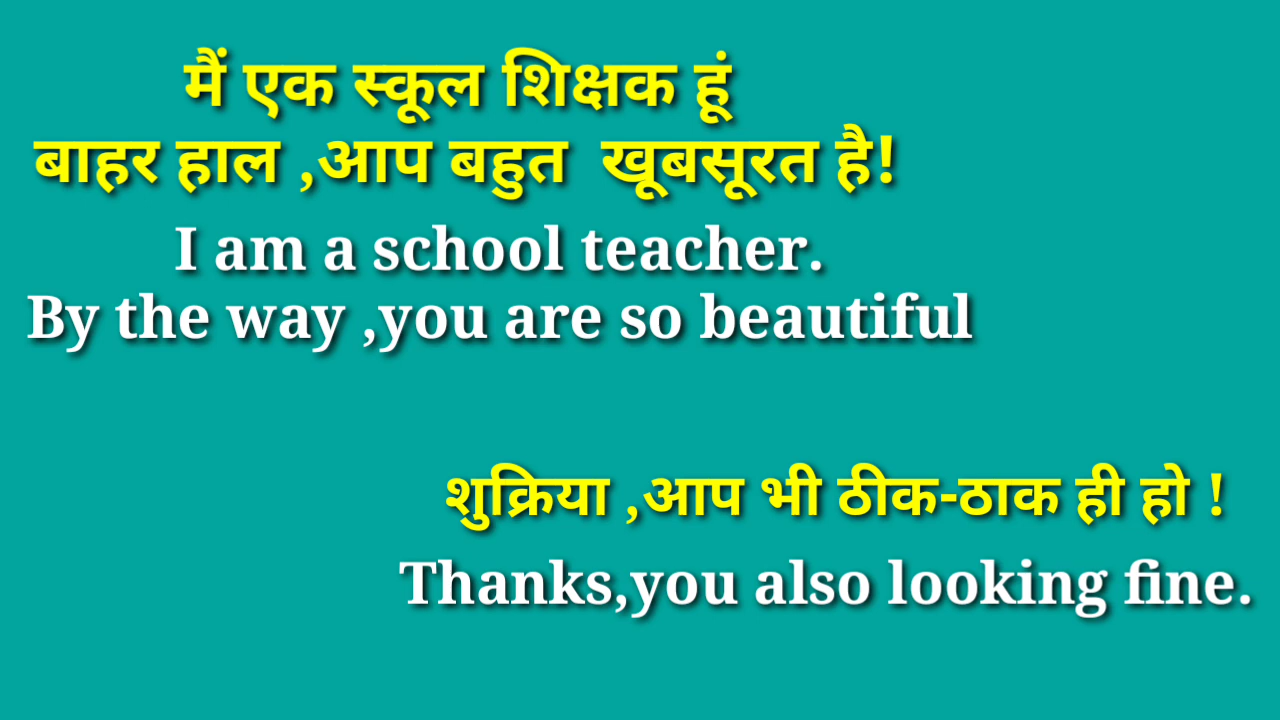 मैं एक स्कूल शिक्षक हूं
बाहर हाल ,आप बहुत खूबसूरत है!
I am a school teacher.
By the way ,you are so beautiful
शुक्रिया ,आप भी ठीक-ठाक ही हो !
Thanks,you also looking fine.